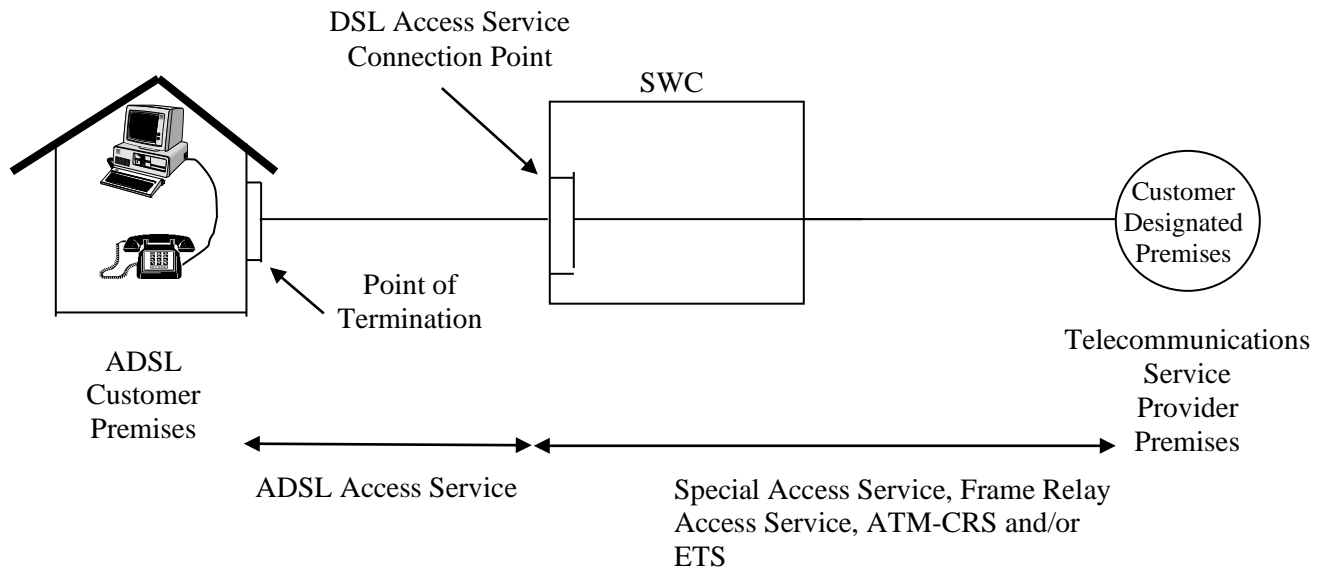 DSL Access Service
Connection Point
SWC
Customer
Designated
Premises
Point of
Termination
ADSL
Customer
Premises
Telecommunications
Service
Provider
Premises
ADSL Access Service
Special Access Service, Frame Relay
Access Service, ATM-CRS and/or
ETS